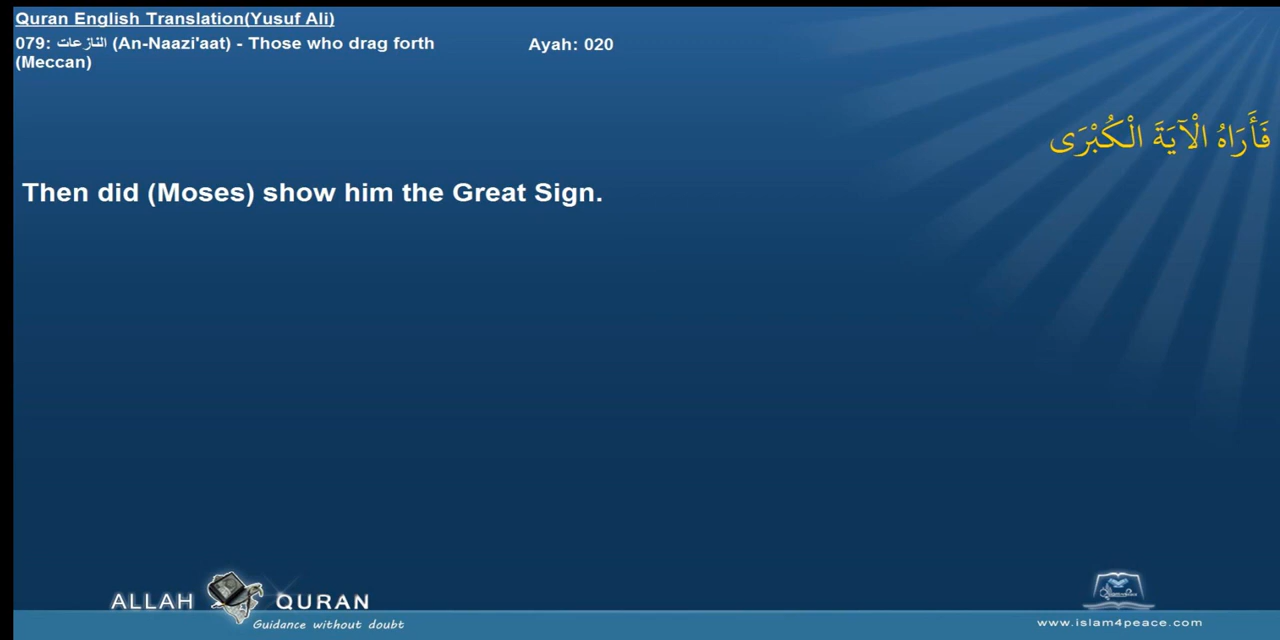 Quran English Translation(Yusuf Ali)
079: النازعات (An-Naazi'aat) - Those who drag forth
(Meccan)
Ayah: 020
فَأَرَاهُ الْآيَةَ الْكُبْرَى
Then did (Moses) show him the Great Sign.
ALLAH QURAN
Guidance without doubt
www.islam4peace.com